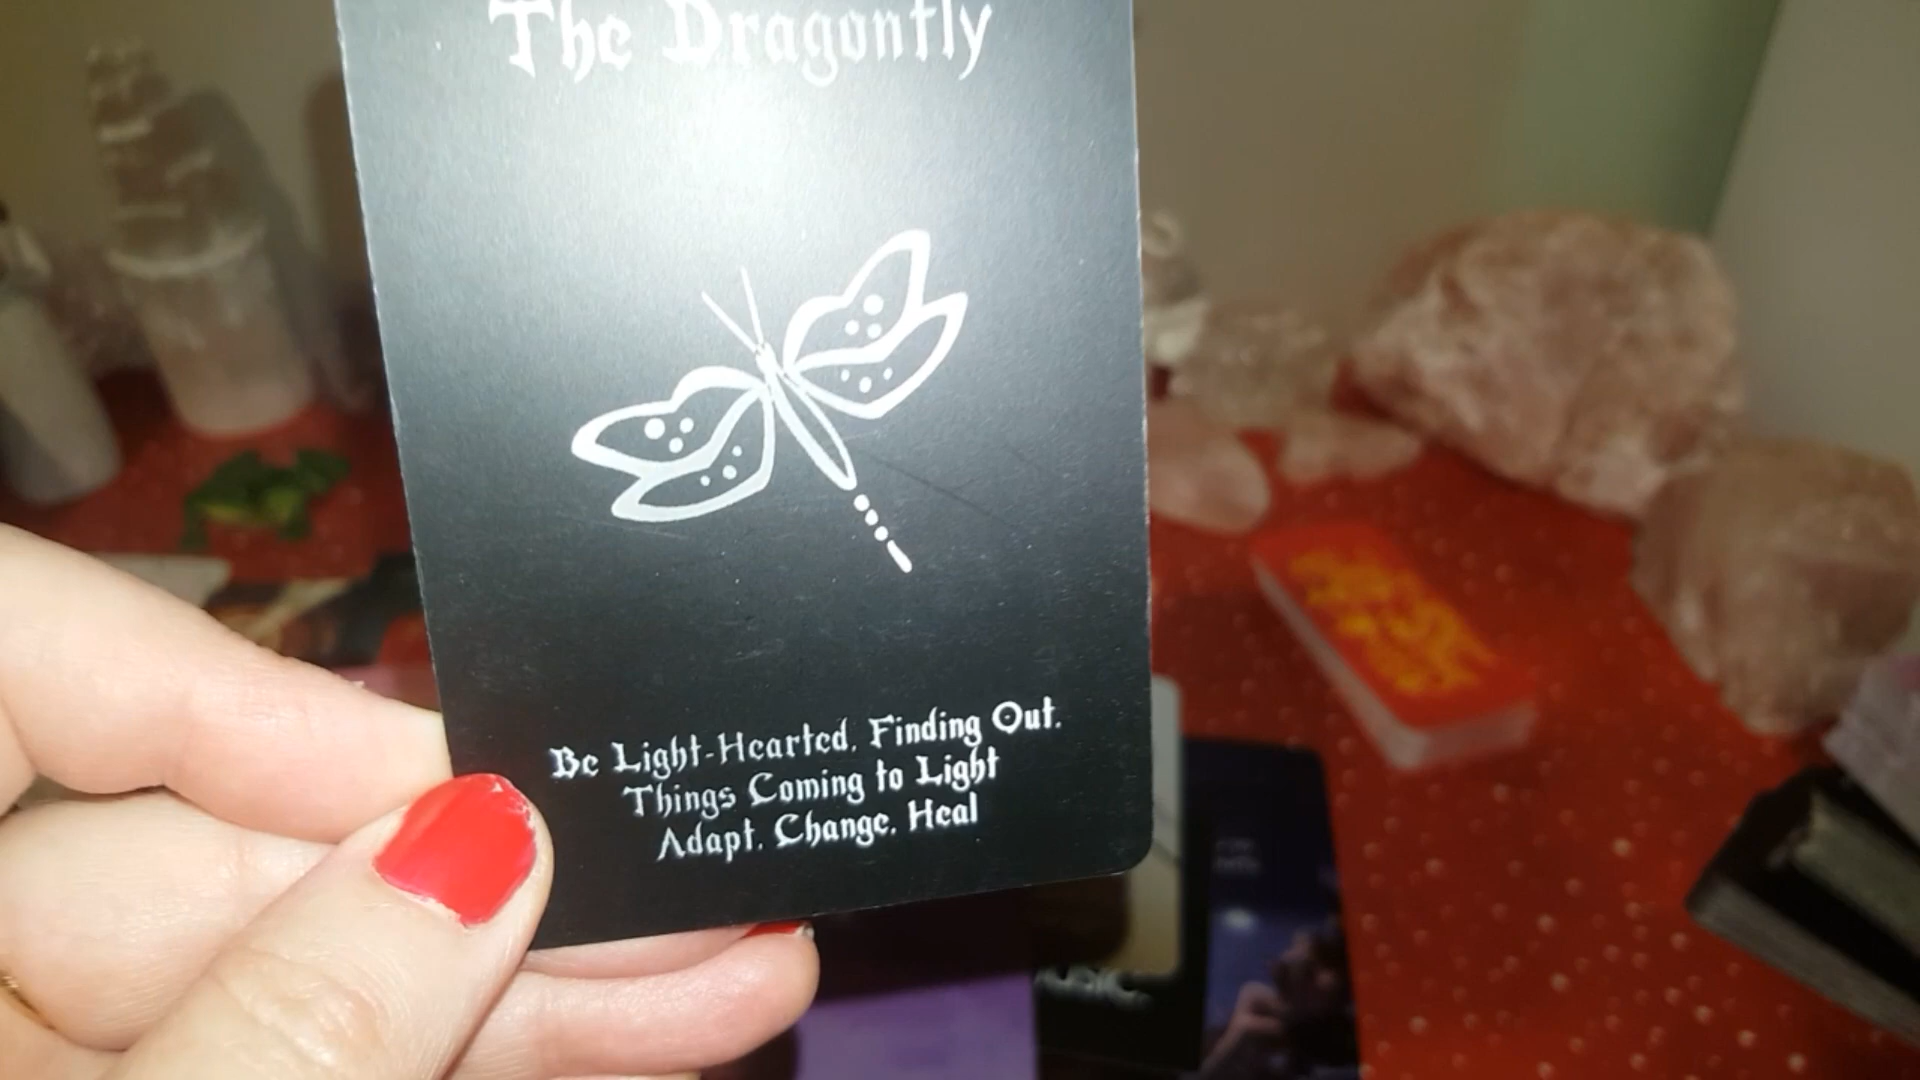 The Dragonfly
Be Light-Hearted. Finding Out.
Things Coming to Light
Adapt. Change. Heal